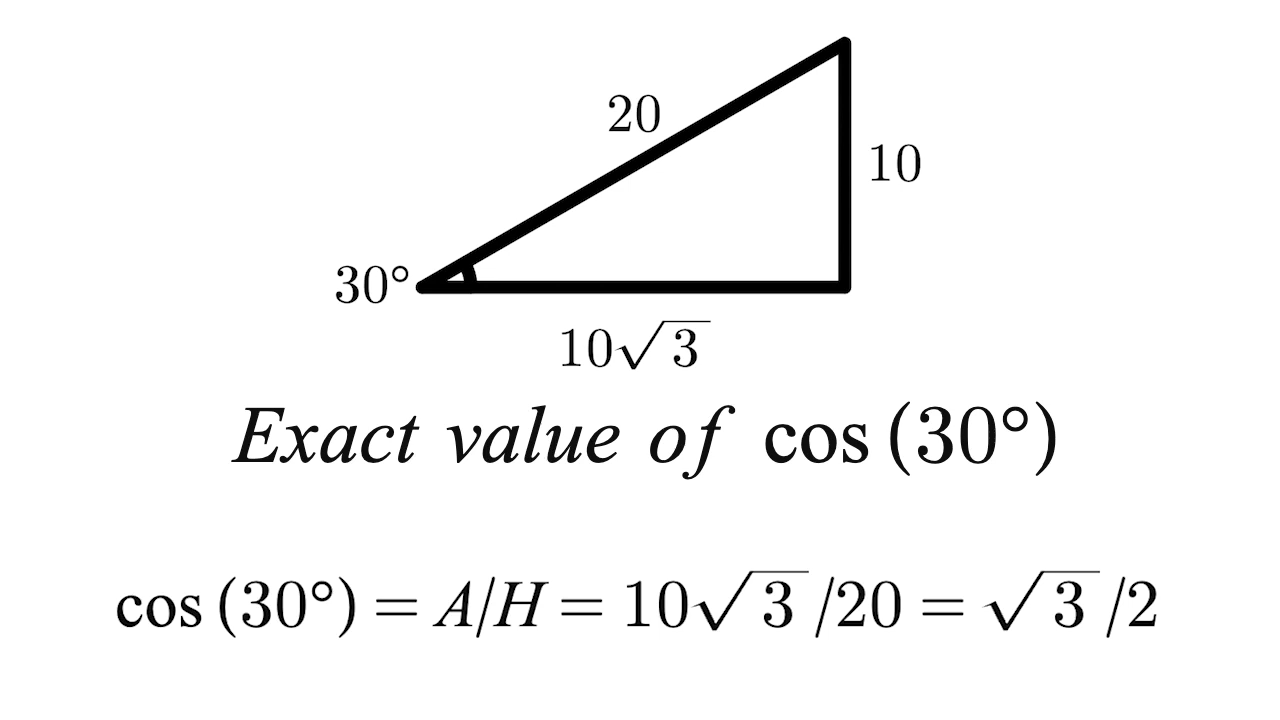 20
10
30°
10√3
Exact value of cos (30°)
cos (30°) = A/H = 10√3 /20 = √3 /2